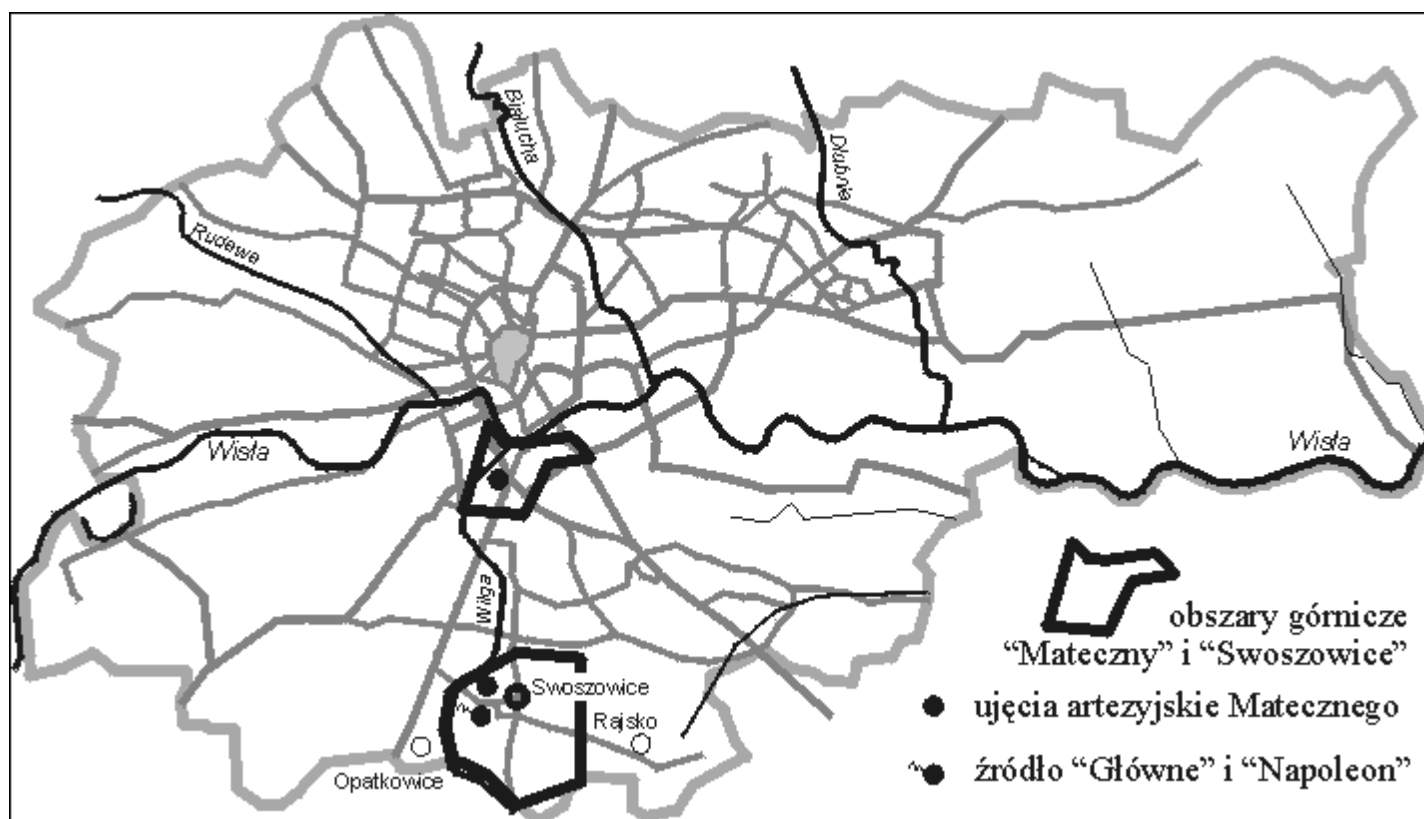 Białucha
Dłubnia
Rudawa
Wisła
Wisła
Wilga
Swoszowice
Rajsko
Opatkowice
obszary górnicze
“Mateczny” i “Swoszowice”
ujęcia artezyjskie Matecznego
źródło “Główne” i “Napoleon”